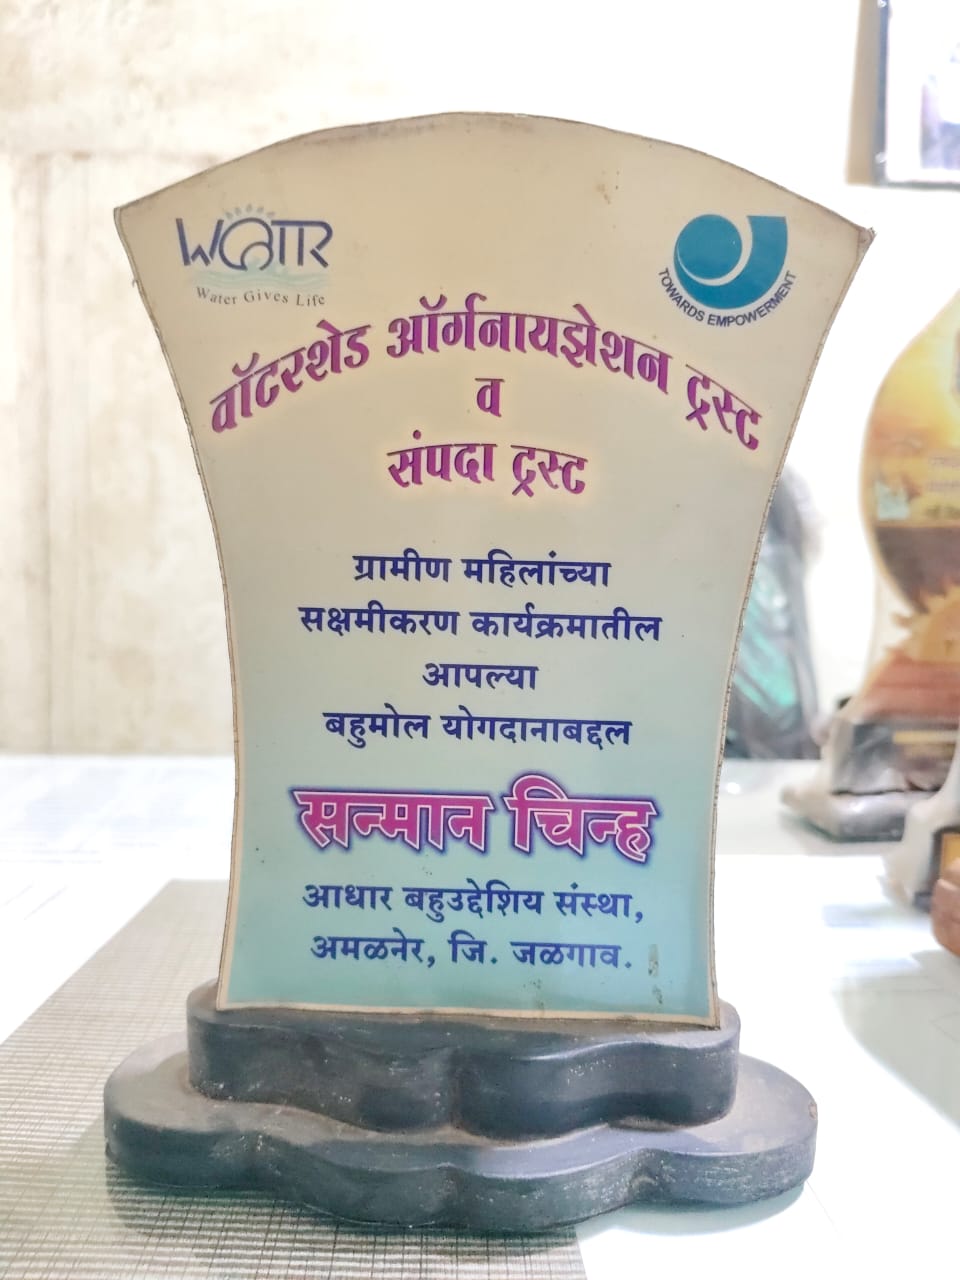 WOTR
Water Gives Life
TOWARDS EMPOWERMENT
वॉटरशेड ऑर्गनायझेशन ट्रस्ट
व
संपदा ट्रस्ट
ग्रामीण महिलांच्या
सक्षमीकरण कार्यक्रमातील
आपल्या
बहुमोल योगदानाबद्दल
सन्मान चिन्ह
आधार बहुउद्देशिय संस्था,
अमळनेर, जि. जळगाव.